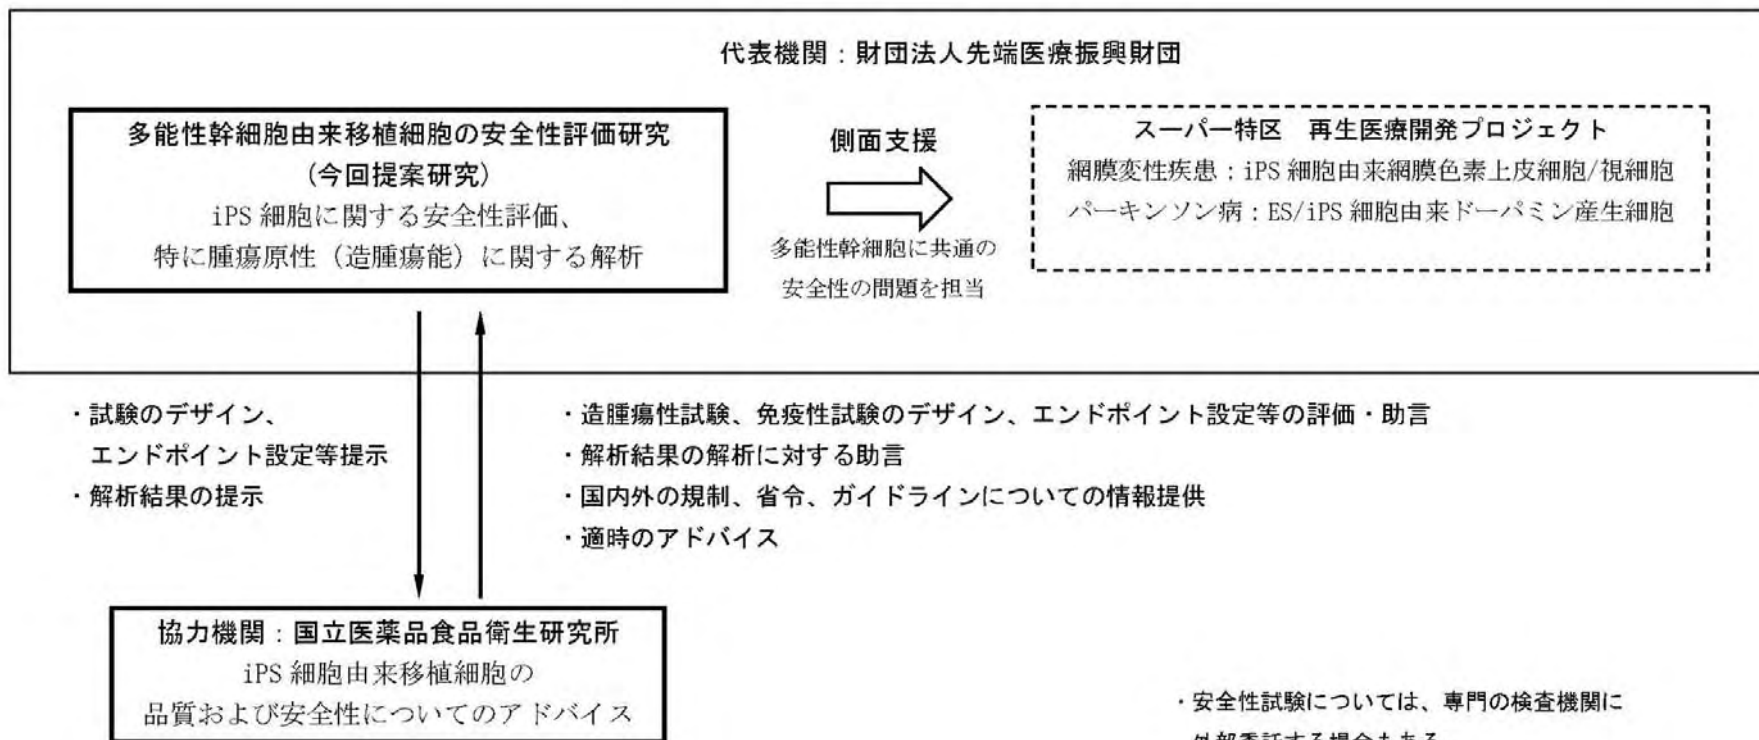 代表機関：財団法人先端医療振興財団
多能性幹細胞由来移植細胞の安全性評価研究
(今回提案研究)
iPS 細胞に関する安全性評価、
特に腫瘍原性（造腫瘍能）に関する解析
側面支援
多能性幹細胞に共通の
安全性の問題を担当
スーパー特区　再生医療開発プロジェクト
網膜変性疾患：iPS 細胞由来網膜色素上皮細胞/視細胞
パーキンソン病：ES/iPS 細胞由来ドーパミン産生細胞
・試験のデザイン、
エンドポイント設定等提示
・解析結果の提示
・造腫瘍性試験、免疫性試験のデザイン、エンドポイント設定等の評価・助言
・解析結果の解析に対する助言
・国内外の規制、省令、ガイドラインについての情報提供
・適時のアドバイス
協力機関：国立医薬品食品衛生研究所
iPS 細胞由来移植細胞の
品質および安全性についてのアドバイス
・安全性試験については、専門の検査機関に
外部委託する場合もある